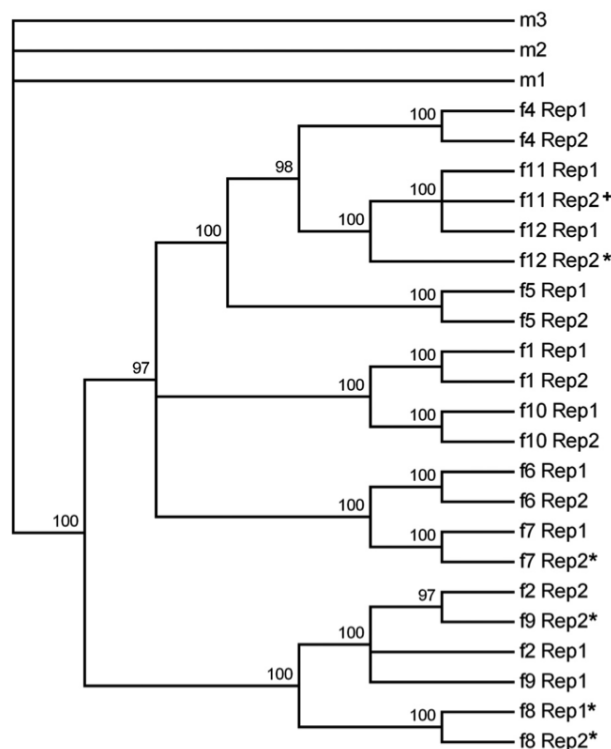 m3
m2
m1
100 f4 Rep1
f4 Rep2
98
f11 Rep1
100 f11 Rep2+
f12 Rep1
100
f12 Rep2*
100
100 f5 Rep1
f5 Rep2
97
100 f1 Rep1
f1 Rep2
100
100 f10 Rep1
f10 Rep2
100 f6 Rep1
f6 Rep2
100
100 f7 Rep1
f7 Rep2*
100
97 f2 Rep2
f9 Rep2*
100
f2 Rep1
f9 Rep1
100
100 f8 Rep1*
f8 Rep2*